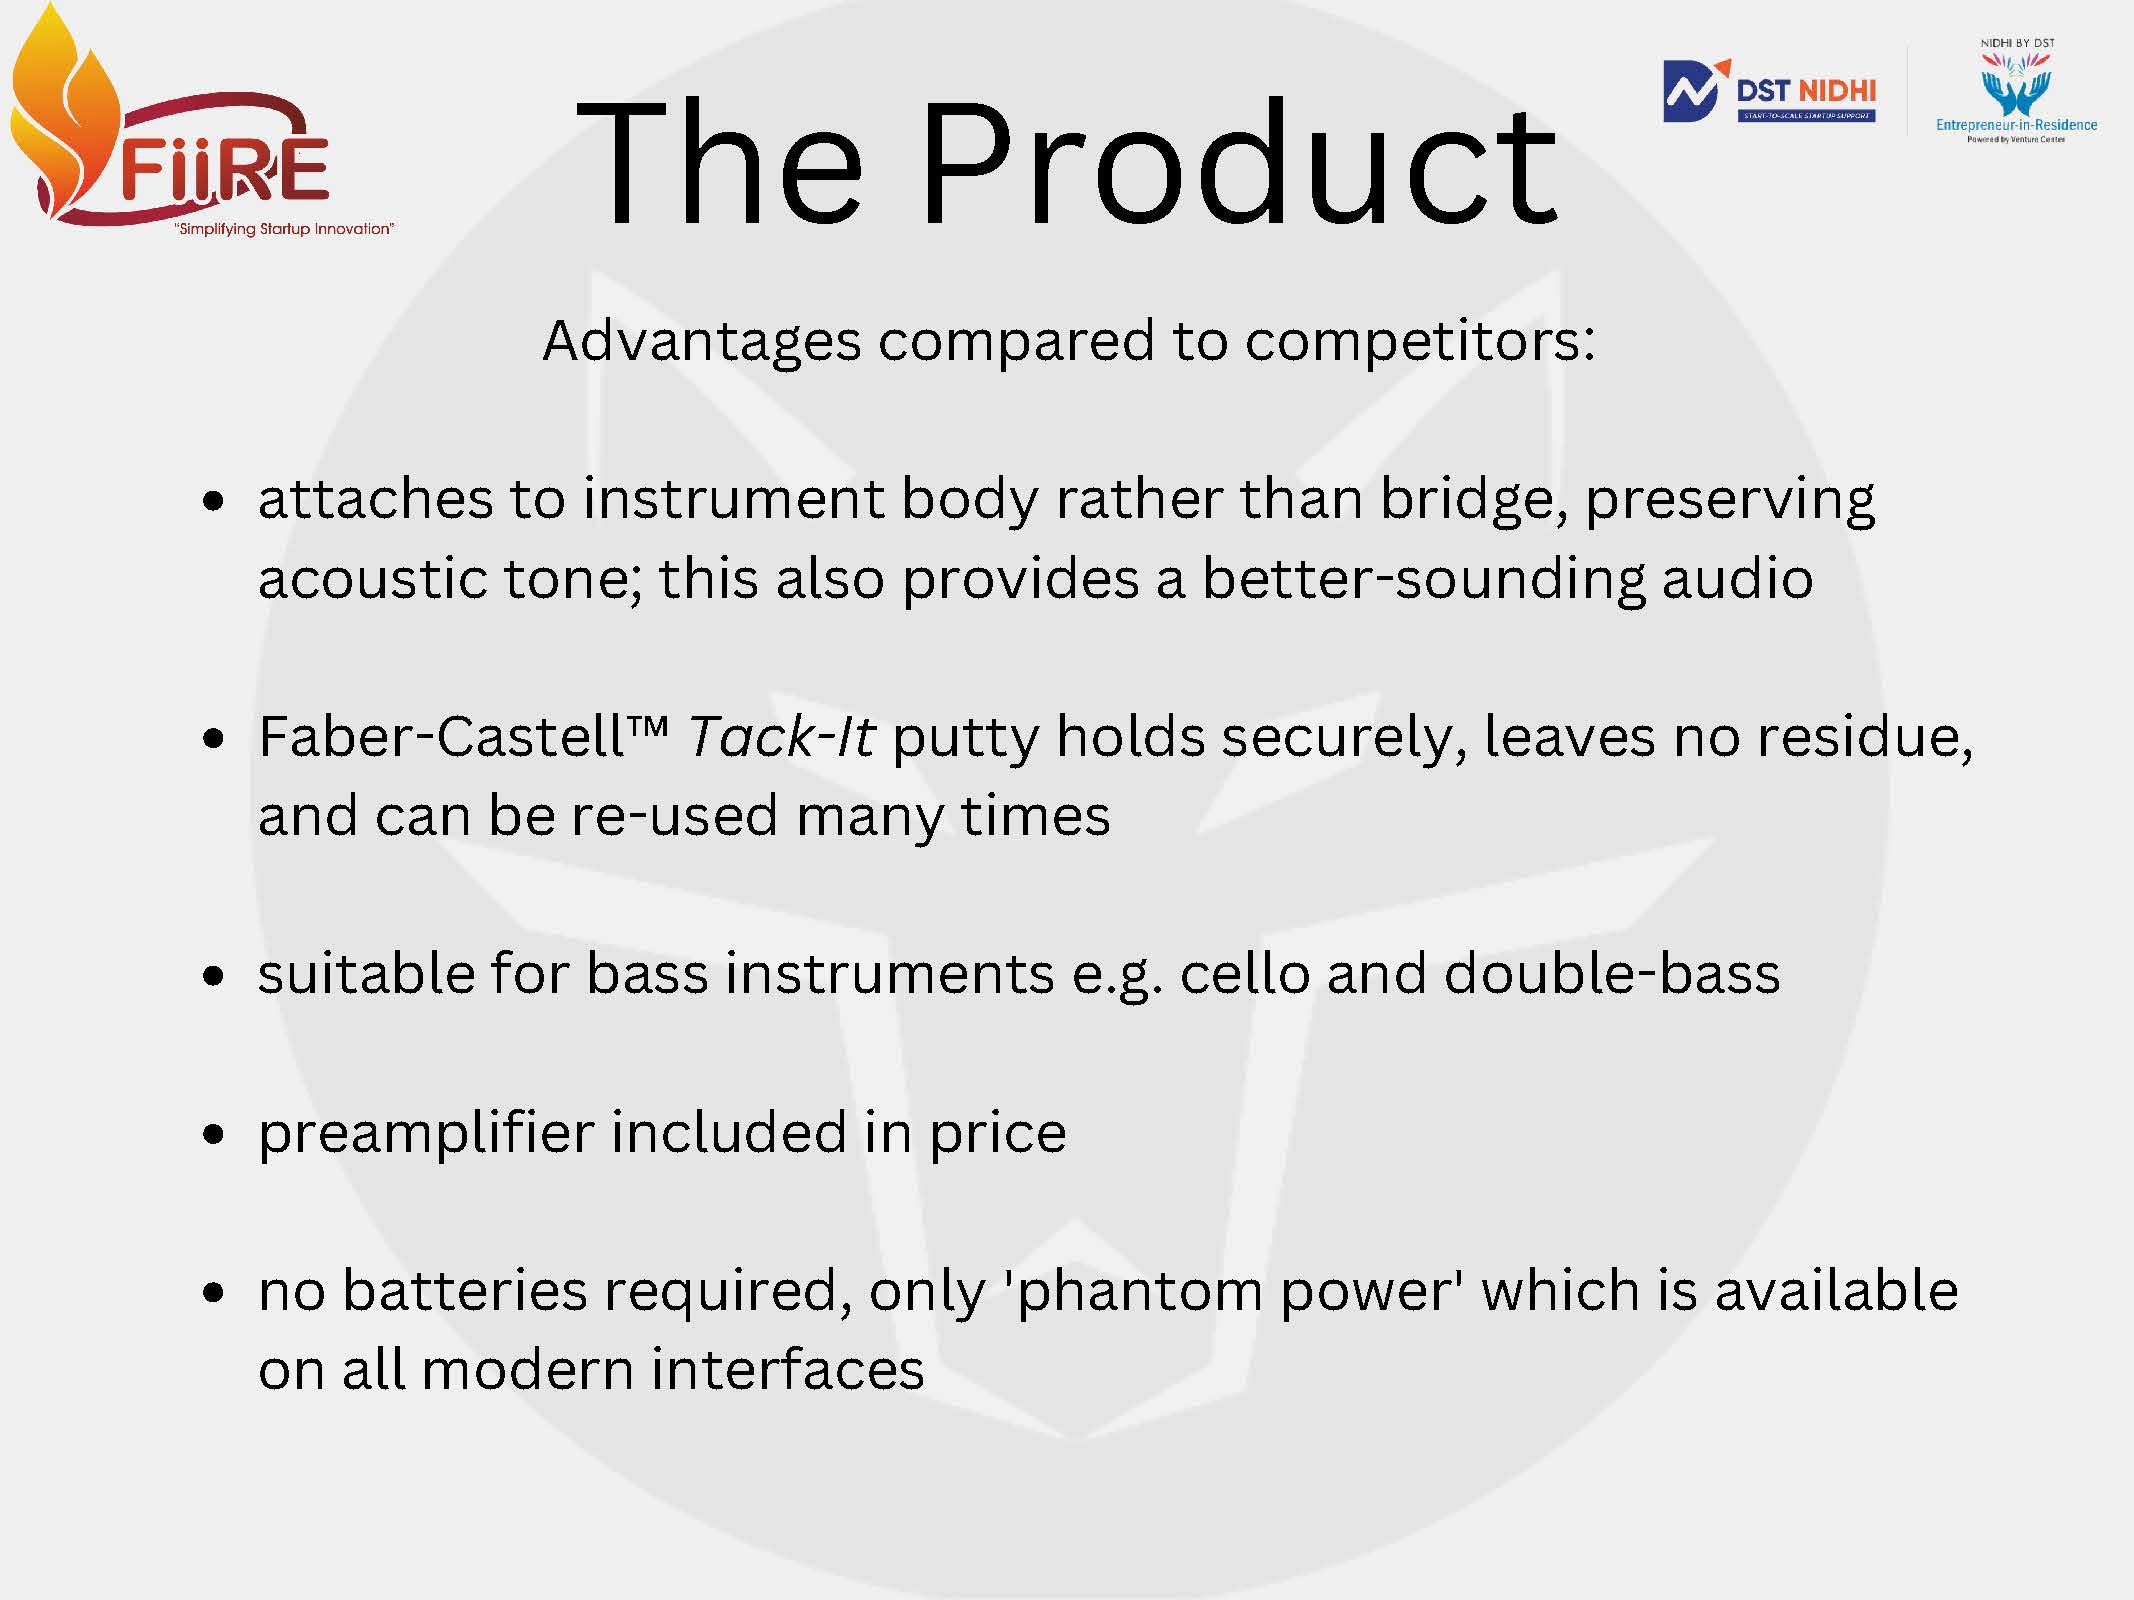 FiiRE
"Simplifying Startup Innovation"
The Product
DST NIDHI
START-TO-SCALE STARTUP SUPPORT
NIDHI BY DST
Entrepreneur-in-Residence
Powered by Venture Center
Advantages compared to competitors:
• attaches to instrument body rather than bridge, preserving
acoustic tone; this also provides a better-sounding audio
• Faber-Castell™ Tack-It putty holds securely, leaves no residue,
and can be re-used many times
• suitable for bass instruments e.g. cello and double-bass
• preamplifier included in price
• no batteries required, only 'phantom power' which is available
on all modern interfaces